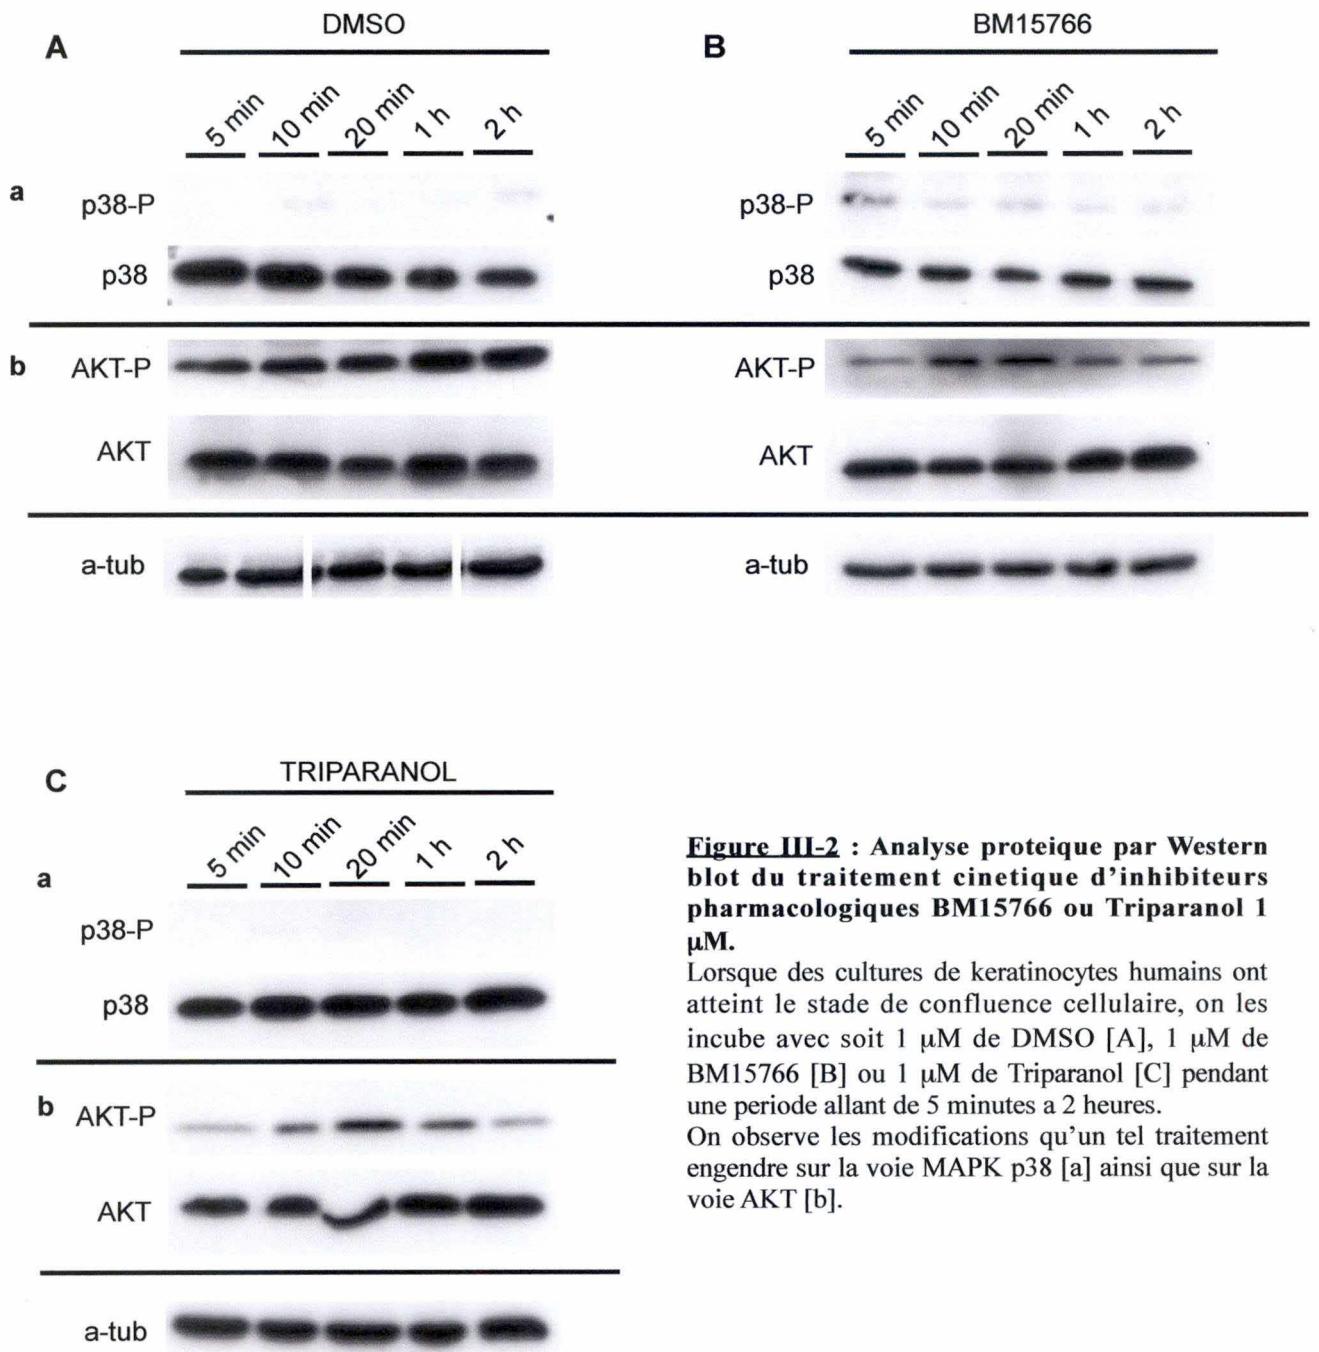 A
DMSO
5 min 10 min 20 min 1 h 2 h
a
p38-P
p38
b
AKT-P
AKT
a-tub
B
BM15766
5 min 10 min 20 min 1 h 2 h
p38-P
p38
AKT-P
AKT
a-tub
C
TRIPARANOL
5 min 10 min 20 min 1 h 2 h
a
p38-P
p38
b
AKT-P
AKT
a-tub
Figure III-2 : Analyse proteique par Western
blot du traitement cinetique d'inhibiteurs
pharmacologiques BM15766 ou Triparanol 1
µM.
Lorsque des cultures de keratinocytes humains ont
atteint le stade de confluence cellulaire, on les
incube avec soit 1 µM de DMSO [A], 1 µM de
BM15766 [B] ou 1 µM de Triparanol [C] pendant
une periode allant de 5 minutes a 2 heures.
On observe les modifications qu'un tel traitement
engendre sur la voie MAPK p38 [a] ainsi que sur la
voie AKT [b].